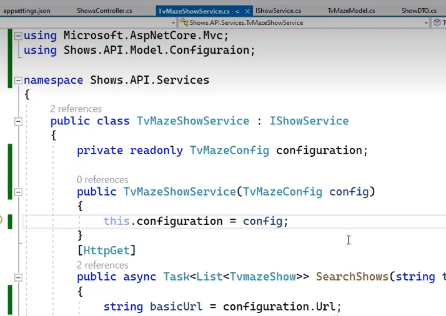 appsettings.json ShowsController.cs TvMazeShowService.cs IShowService.cs TvMazeModel.cs ShowDTO.cs
Shows.API.Services.TvMazeShowService
using Microsoft.AspNetCore.Mvc;
using Shows.API.Model.Configuraion;
namespace Shows.API.Services
{
2 references
public class TvMazeShowService : IShowService
{
private readonly TvMazeConfig configuration;
0 references
public TvMazeShowService(TvMazeConfig config)
{
this.configuration = config;
}
[HttpGet]
2 references
public async Task<List<TvmazeShow>> SearchShows(string t
{
string basicUrl = configuration.Url;